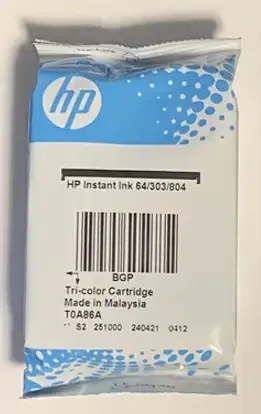 hp
HP Instant Ink 64/303/804
BGP
Tri-color Cartridge
Made in Malaysia
T0A86A
S2 251000 240421 0412